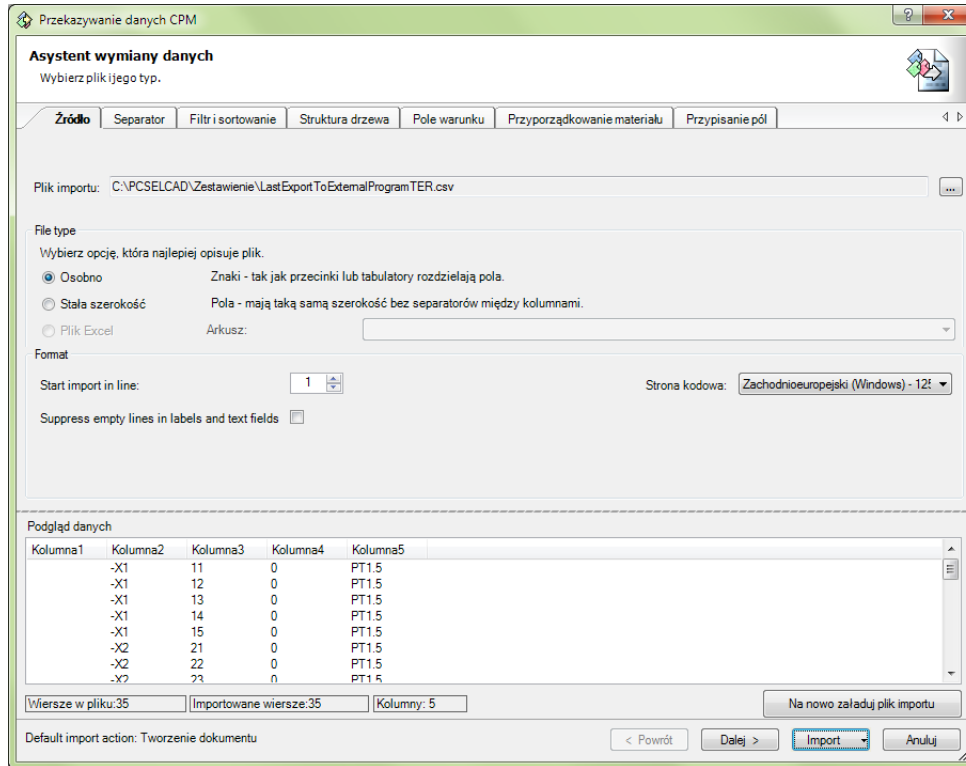 Przekazywanie danych CPM
Asystent wymiany danych
Wybierz plik i jego typ.
Źródło Separator Filtr i sortowanie Struktura drzewa Pole warunku Przyporządkowanie materiału Przypisanie pól
Plik importu: C:\PCSELCAD\Zestawienie\LastExportToExternalProgramTER.csv ...
File type
Wybierz opcję, która najlepiej opisuje plik.
Osobno Znaki - tak jak przecinki lub tabulatory rozdzielają pola.
Stała szerokość Pola - mają taką samą szerokość bez separatorów między kolumnami.
Plik Excel Arkusz:
Format
Start import in line: 1 Strona kodowa: Zachodnioeuropejski (Windows) - 125
Suppress empty lines in labels and text fields
Podgląd danych
Kolumna1 Kolumna2 Kolumna3 Kolumna4 Kolumna5
-X1 11 0 PT1.5
-X1 12 0 PT1.5
-X1 13 0 PT1.5
-X1 14 0 PT1.5
-X1 15 0 PT1.5
-X2 21 0 PT1.5
-X2 22 0 PT1.5
-X2 23 0 PT1.5
Wiersze w pliku:35 Importowane wiersze:35 Kolumny: 5 Na nowo załaduj plik importu
Default import action: Tworzenie dokumentu < Powrót Dalej > Import Anuluj